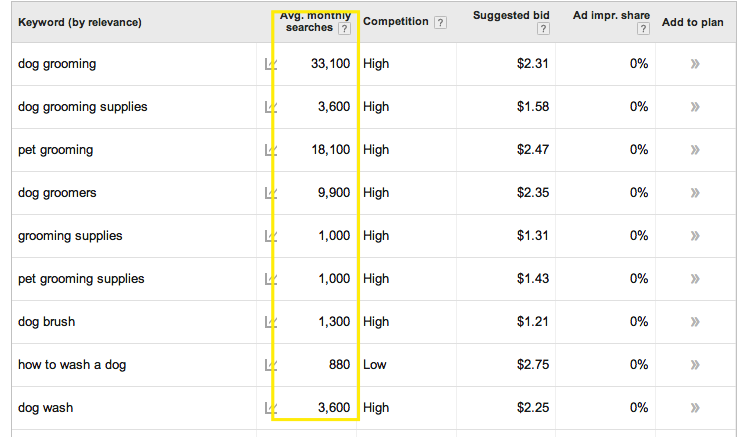 Keyword (by relevance) Avg. monthly searches ? Competition ? Suggested bid ? Ad impr. share ? Add to plan
dog grooming 33,100 High $2.31 0% »
dog grooming supplies 3,600 High $1.58 0% »
pet grooming 18,100 High $2.47 0% »
dog groomers 9,900 High $2.35 0% »
grooming supplies 1,000 High $1.31 0% »
pet grooming supplies 1,000 High $1.43 0% »
dog brush 1,300 High $1.21 0% »
how to wash a dog 880 Low $2.75 0% »
dog wash 3,600 High $2.25 0% »